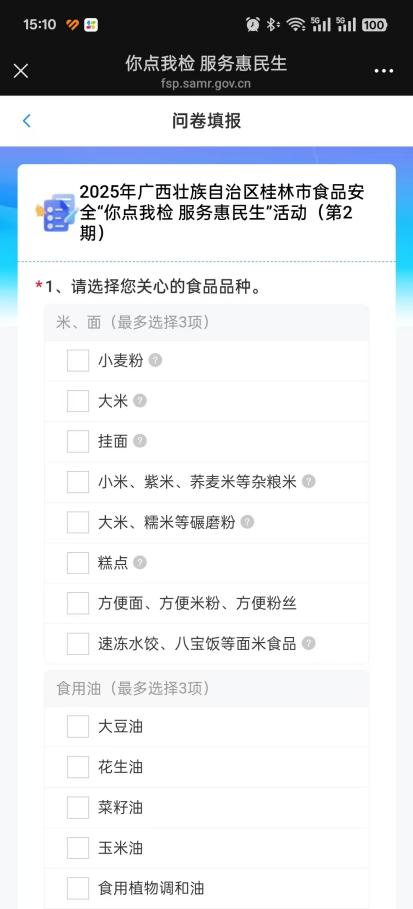 15:10
5G
5G
100
你点我检 服务惠民生
fsp.samr.gov.cn
问卷填报
2025年广西壮族自治区桂林市食品安
全“你点我检 服务惠民生”活动（第2
期）
*1、请选择您关心的食品品种。
米、面（最多选择3项）
小麦粉 ?
大米 ?
挂面 ?
小米、紫米、荞麦米等杂粮米 ?
大米、糯米等碾磨粉 ?
糕点 ?
方便面、方便米粉、方便粉丝
速冻水饺、八宝饭等面米食品 ?
食用油（最多选择3项）
大豆油
花生油
菜籽油
玉米油
食用植物调和油